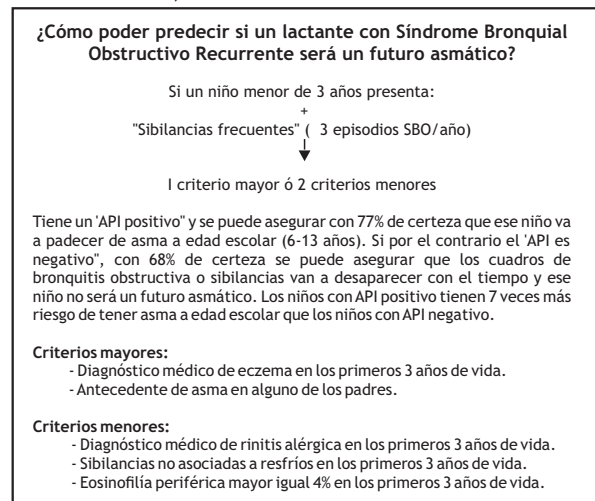 ¿Cómo poder predecir si un lactante con Síndrome Bronquial
Obstructivo Recurrente será un futuro asmático?
Si un niño menor de 3 años presenta:
+
"Sibilancias frecuentes" ( 3 episodios SBO/año)
I criterio mayor ó 2 criterios menores
Tiene un 'API positivo" y se puede asegurar con 77% de certeza que ese niño va
a padecer de asma a edad escolar (6-13 años). Si por el contrario el 'API es
negativo", con 68% de certeza se puede asegurar que los cuadros de
bronquitis obstructiva o sibilancias van a desaparecer con el tiempo y ese
niño no será un futuro asmático. Los niños con API positivo tienen 7 veces más
riesgo de tener asma a edad escolar que los niños con API negativo.
Criterios mayores:
- Diagnóstico médico de eczema en los primeros 3 años de vida.
- Antecedente de asma en alguno de los padres.
Criterios menores:
- Diagnóstico médico de rinitis alérgica en los primeros 3 años de vida.
- Sibilancias no asociadas a resfríos en los primeros 3 años de vida.
- Eosinofilía periférica mayor igual 4% en los primeros 3 años de vida.